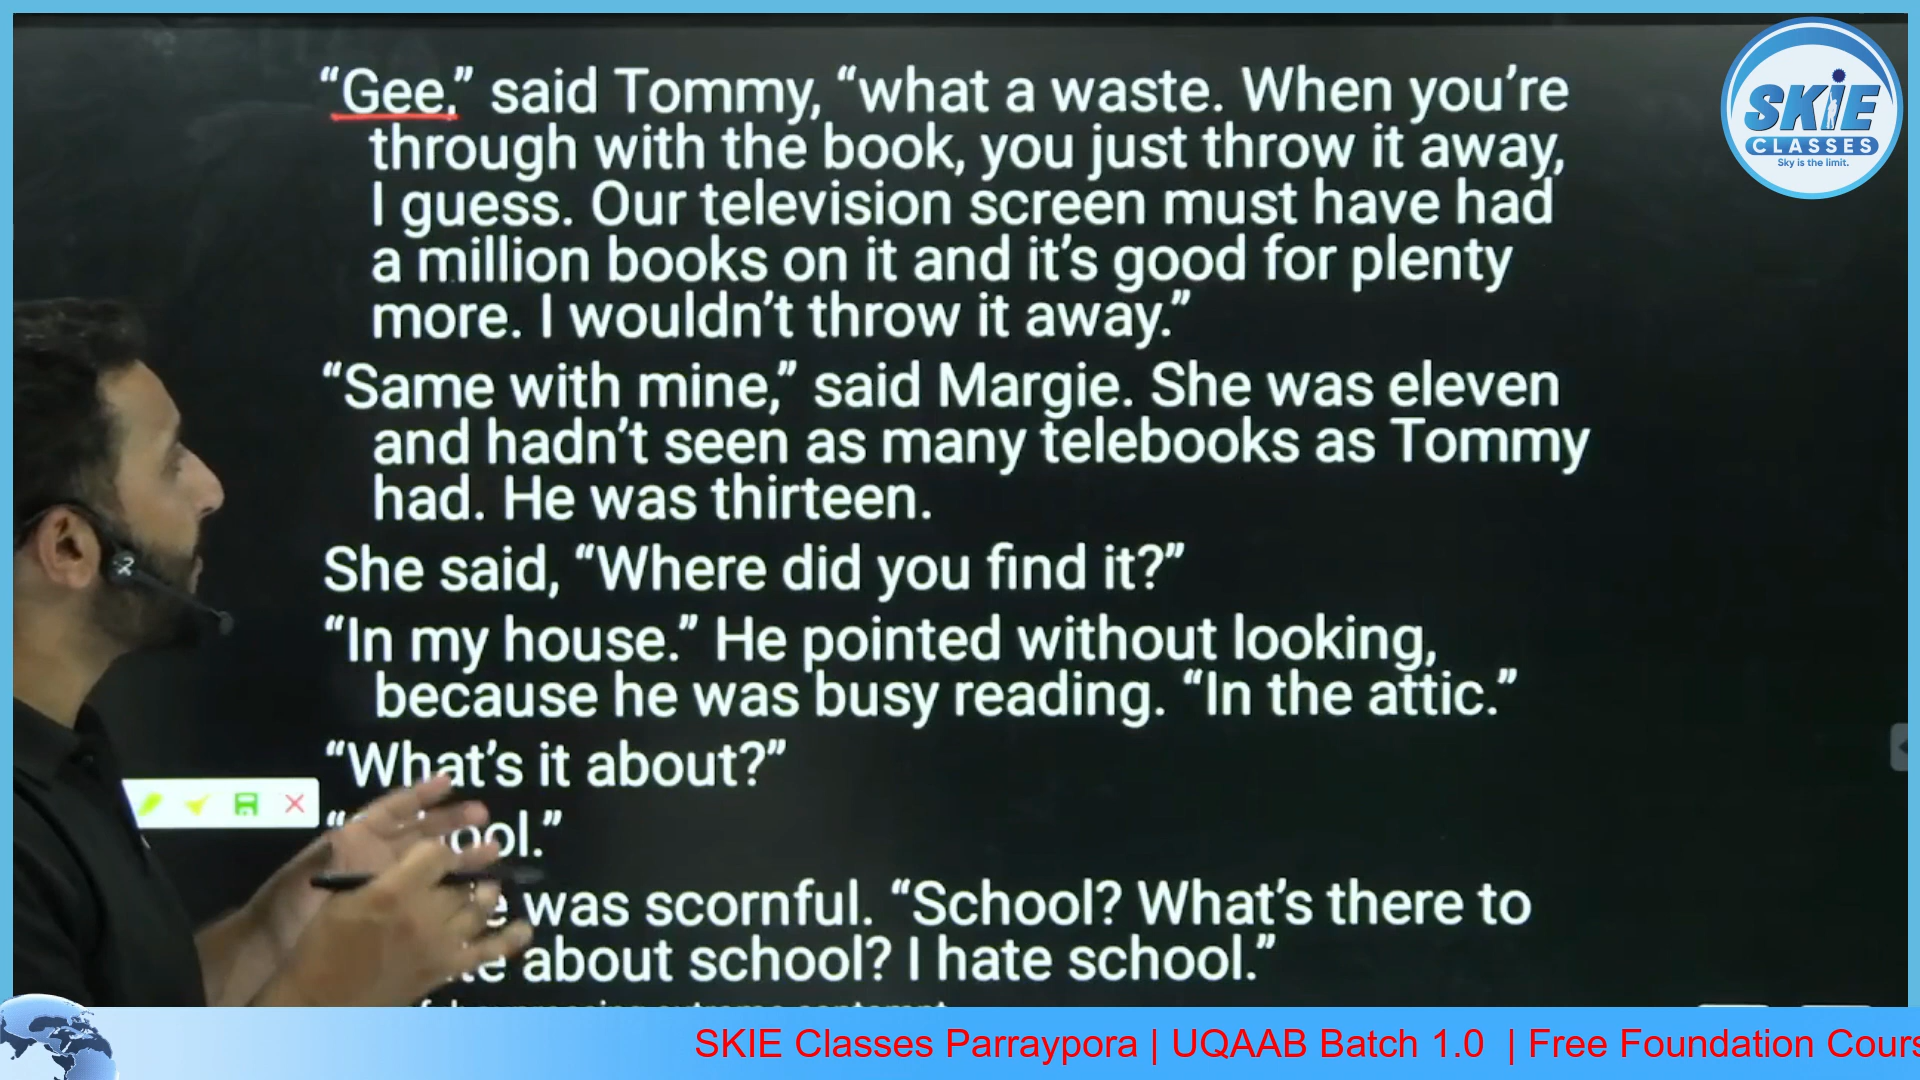 “Gee,” said Tommy, “what a waste. When you’re
through with the book, you just throw it away,
I guess. Our television screen must have had
a million books on it and it’s good for plenty
more. I wouldn’t throw it away.”
“Same with mine,” said Margie. She was eleven
and hadn’t seen as many telebooks as Tommy
had. He was thirteen.
She said, “Where did you find it?”
“In my house.” He pointed without looking,
because he was busy reading. “In the attic.”
“What’s it about?”
was scornful. “School? What’s there to
about school? I hate school.”
SKIE
CLASSES
Sky is the limit.
SKIE Classes Parraypora | UQAAB Batch 1.0 | Free Foundation